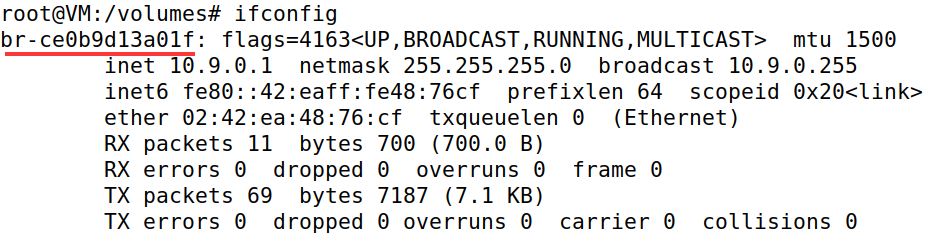 root@VM:/volumes# ifconfig
br-ce0b9d13a01f: flags=4163<UP,BROADCAST,RUNNING,MULTICAST>  mtu 1500
        inet 10.9.0.1  netmask 255.255.255.0  broadcast 10.9.0.255
        inet6 fe80::42:eaff:fe48:76cf  prefixlen 64  scopeid 0x20<link>
        ether 02:42:ea:48:76:cf  txqueuelen 0  (Ethernet)
        RX packets 11  bytes 700 (700.0 B)
        RX errors 0  dropped 0  overruns 0  frame 0
        TX packets 69  bytes 7187 (7.1 KB)
        TX errors 0  dropped 0 overruns 0  carrier 0  collisions 0